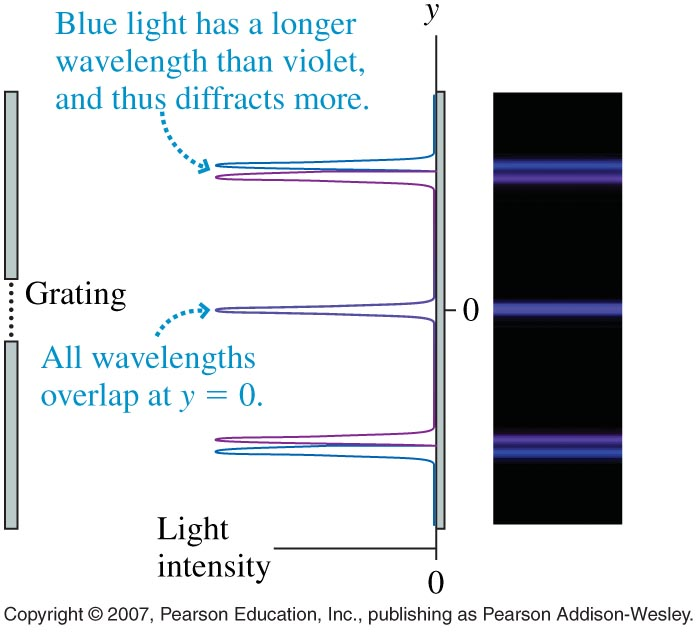 y
Blue light has a longer
wavelength than violet,
and thus diffracts more.
Grating
0
All wavelengths
overlap at y = 0.
Light
intensity
0
Copyright © 2007, Pearson Education, Inc., publishing as Pearson Addison-Wesley.